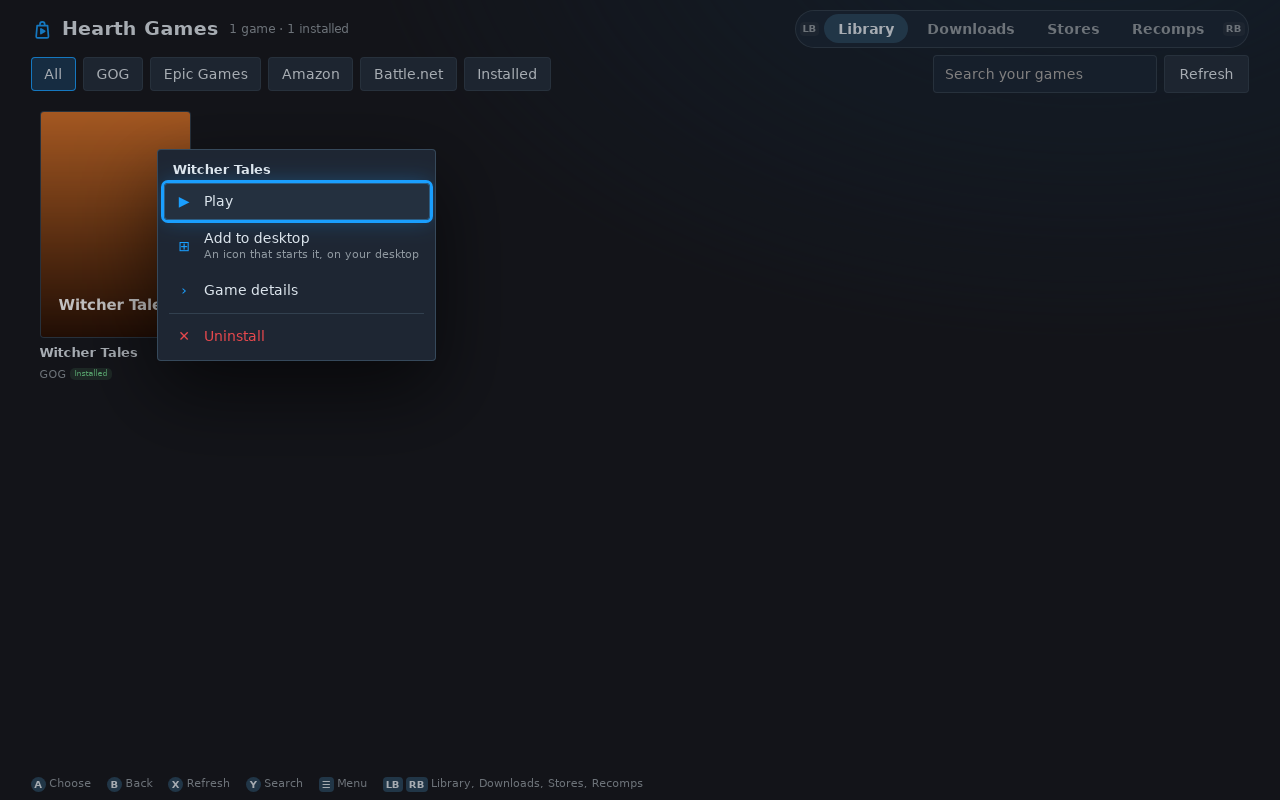 Hearth Games 1 game · 1 installed
LB Library Downloads Stores Recomps RB
All GOG Epic Games Amazon Battle.net Installed
Search your games Refresh
Witcher Tales
▶ Play
⊞ Add to desktop
An icon that starts it, on your desktop
› Game details
✕ Uninstall
Witcher Tale
Witcher Tales
GOG Installed
A Choose B Back X Refresh Y Search ☰ Menu LB RB Library, Downloads, Stores, Recomps